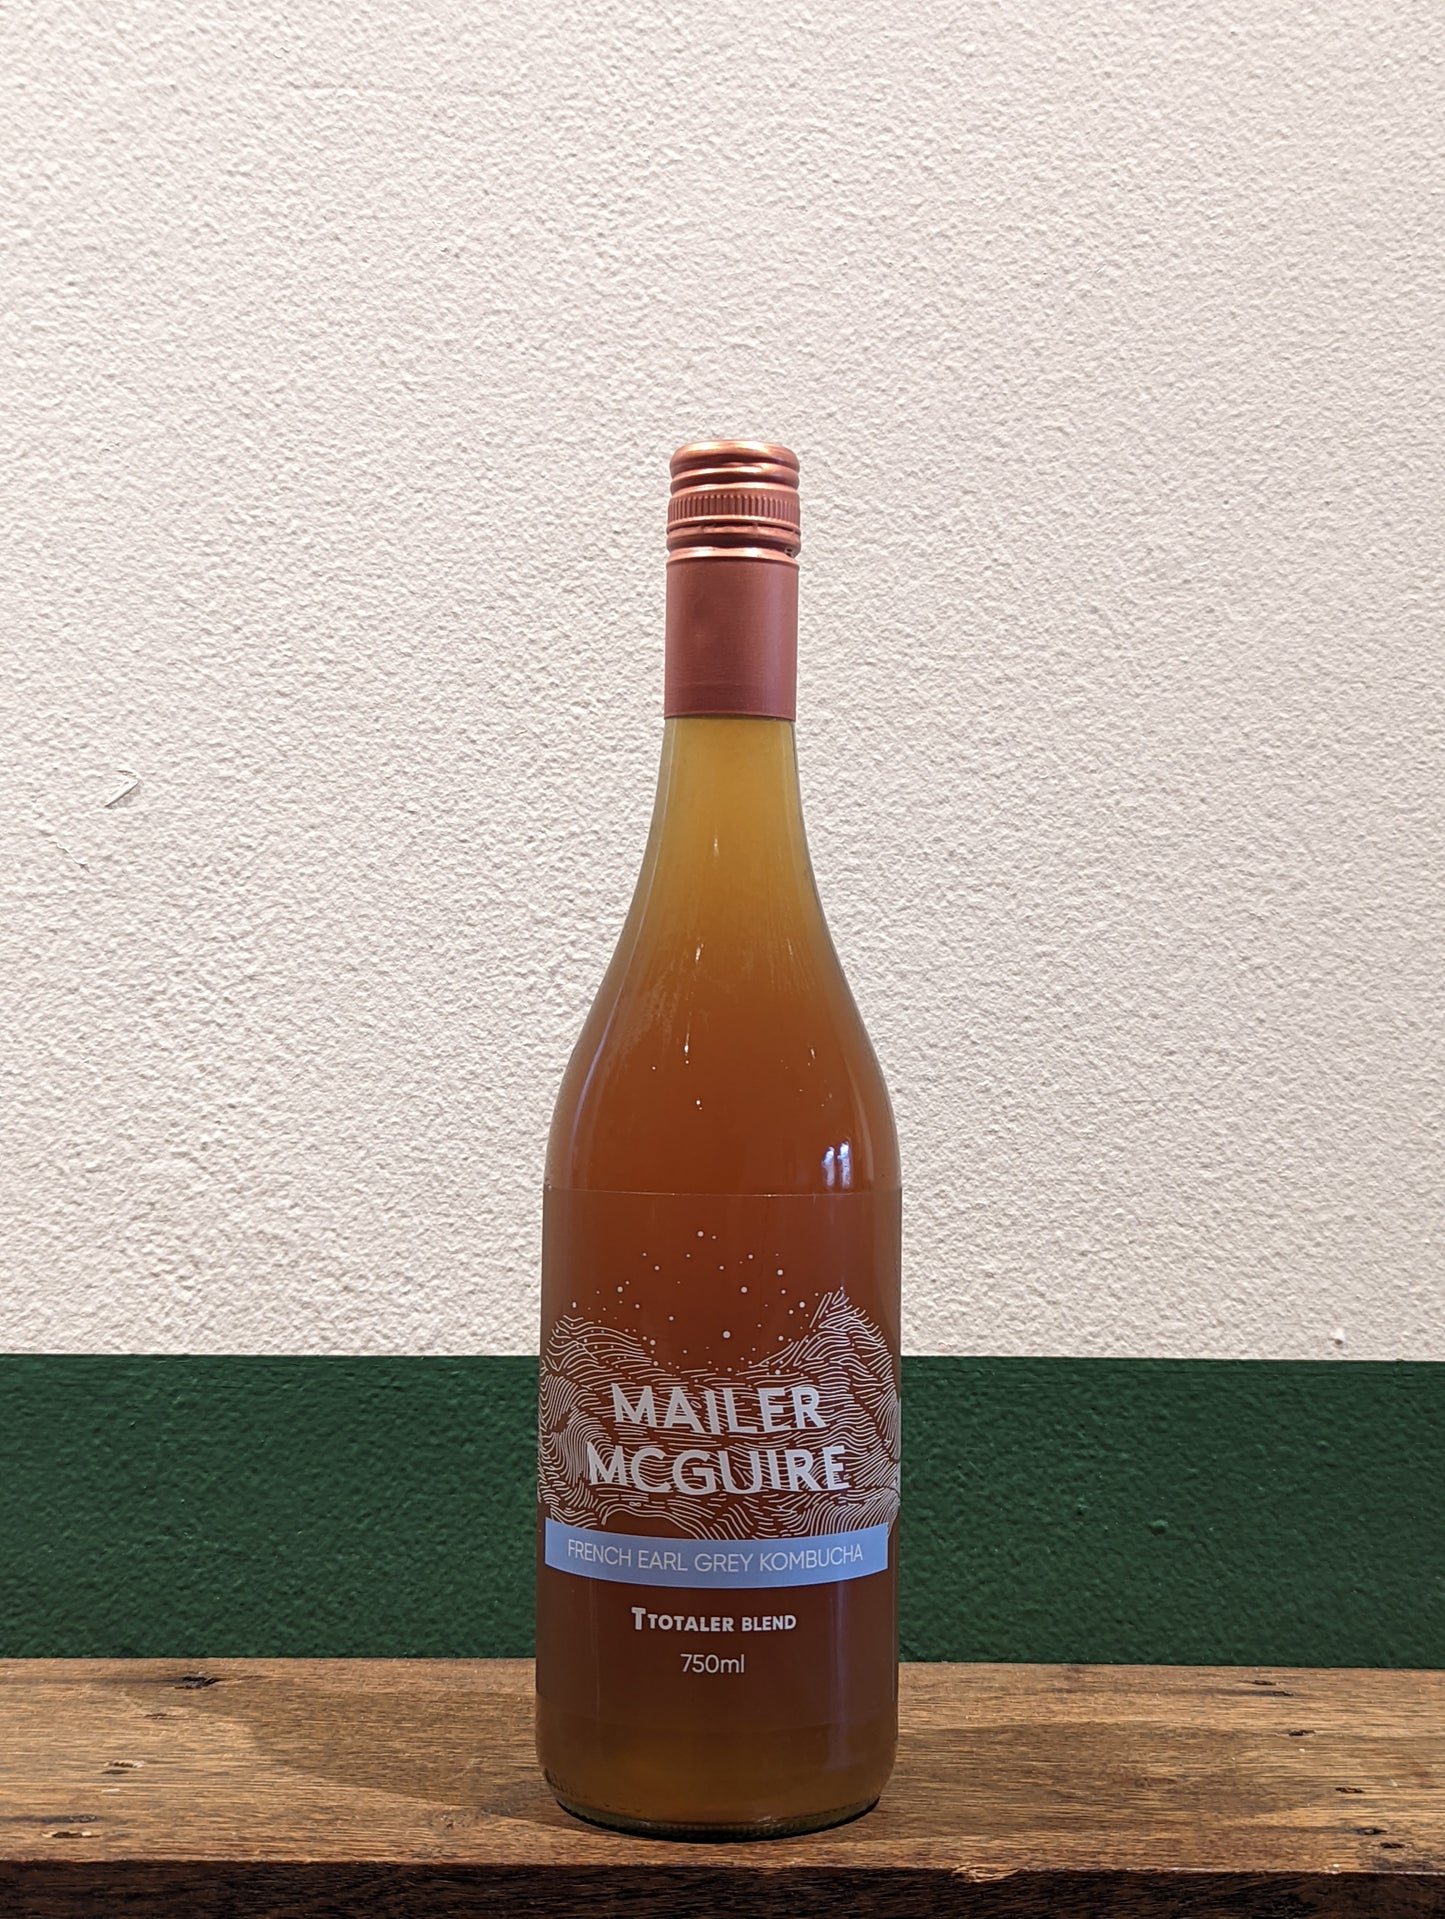 MAILER
MCGUIRE
FRENCH EARL GREY KOMBUCHA
TTOTALER BLEND
750ml